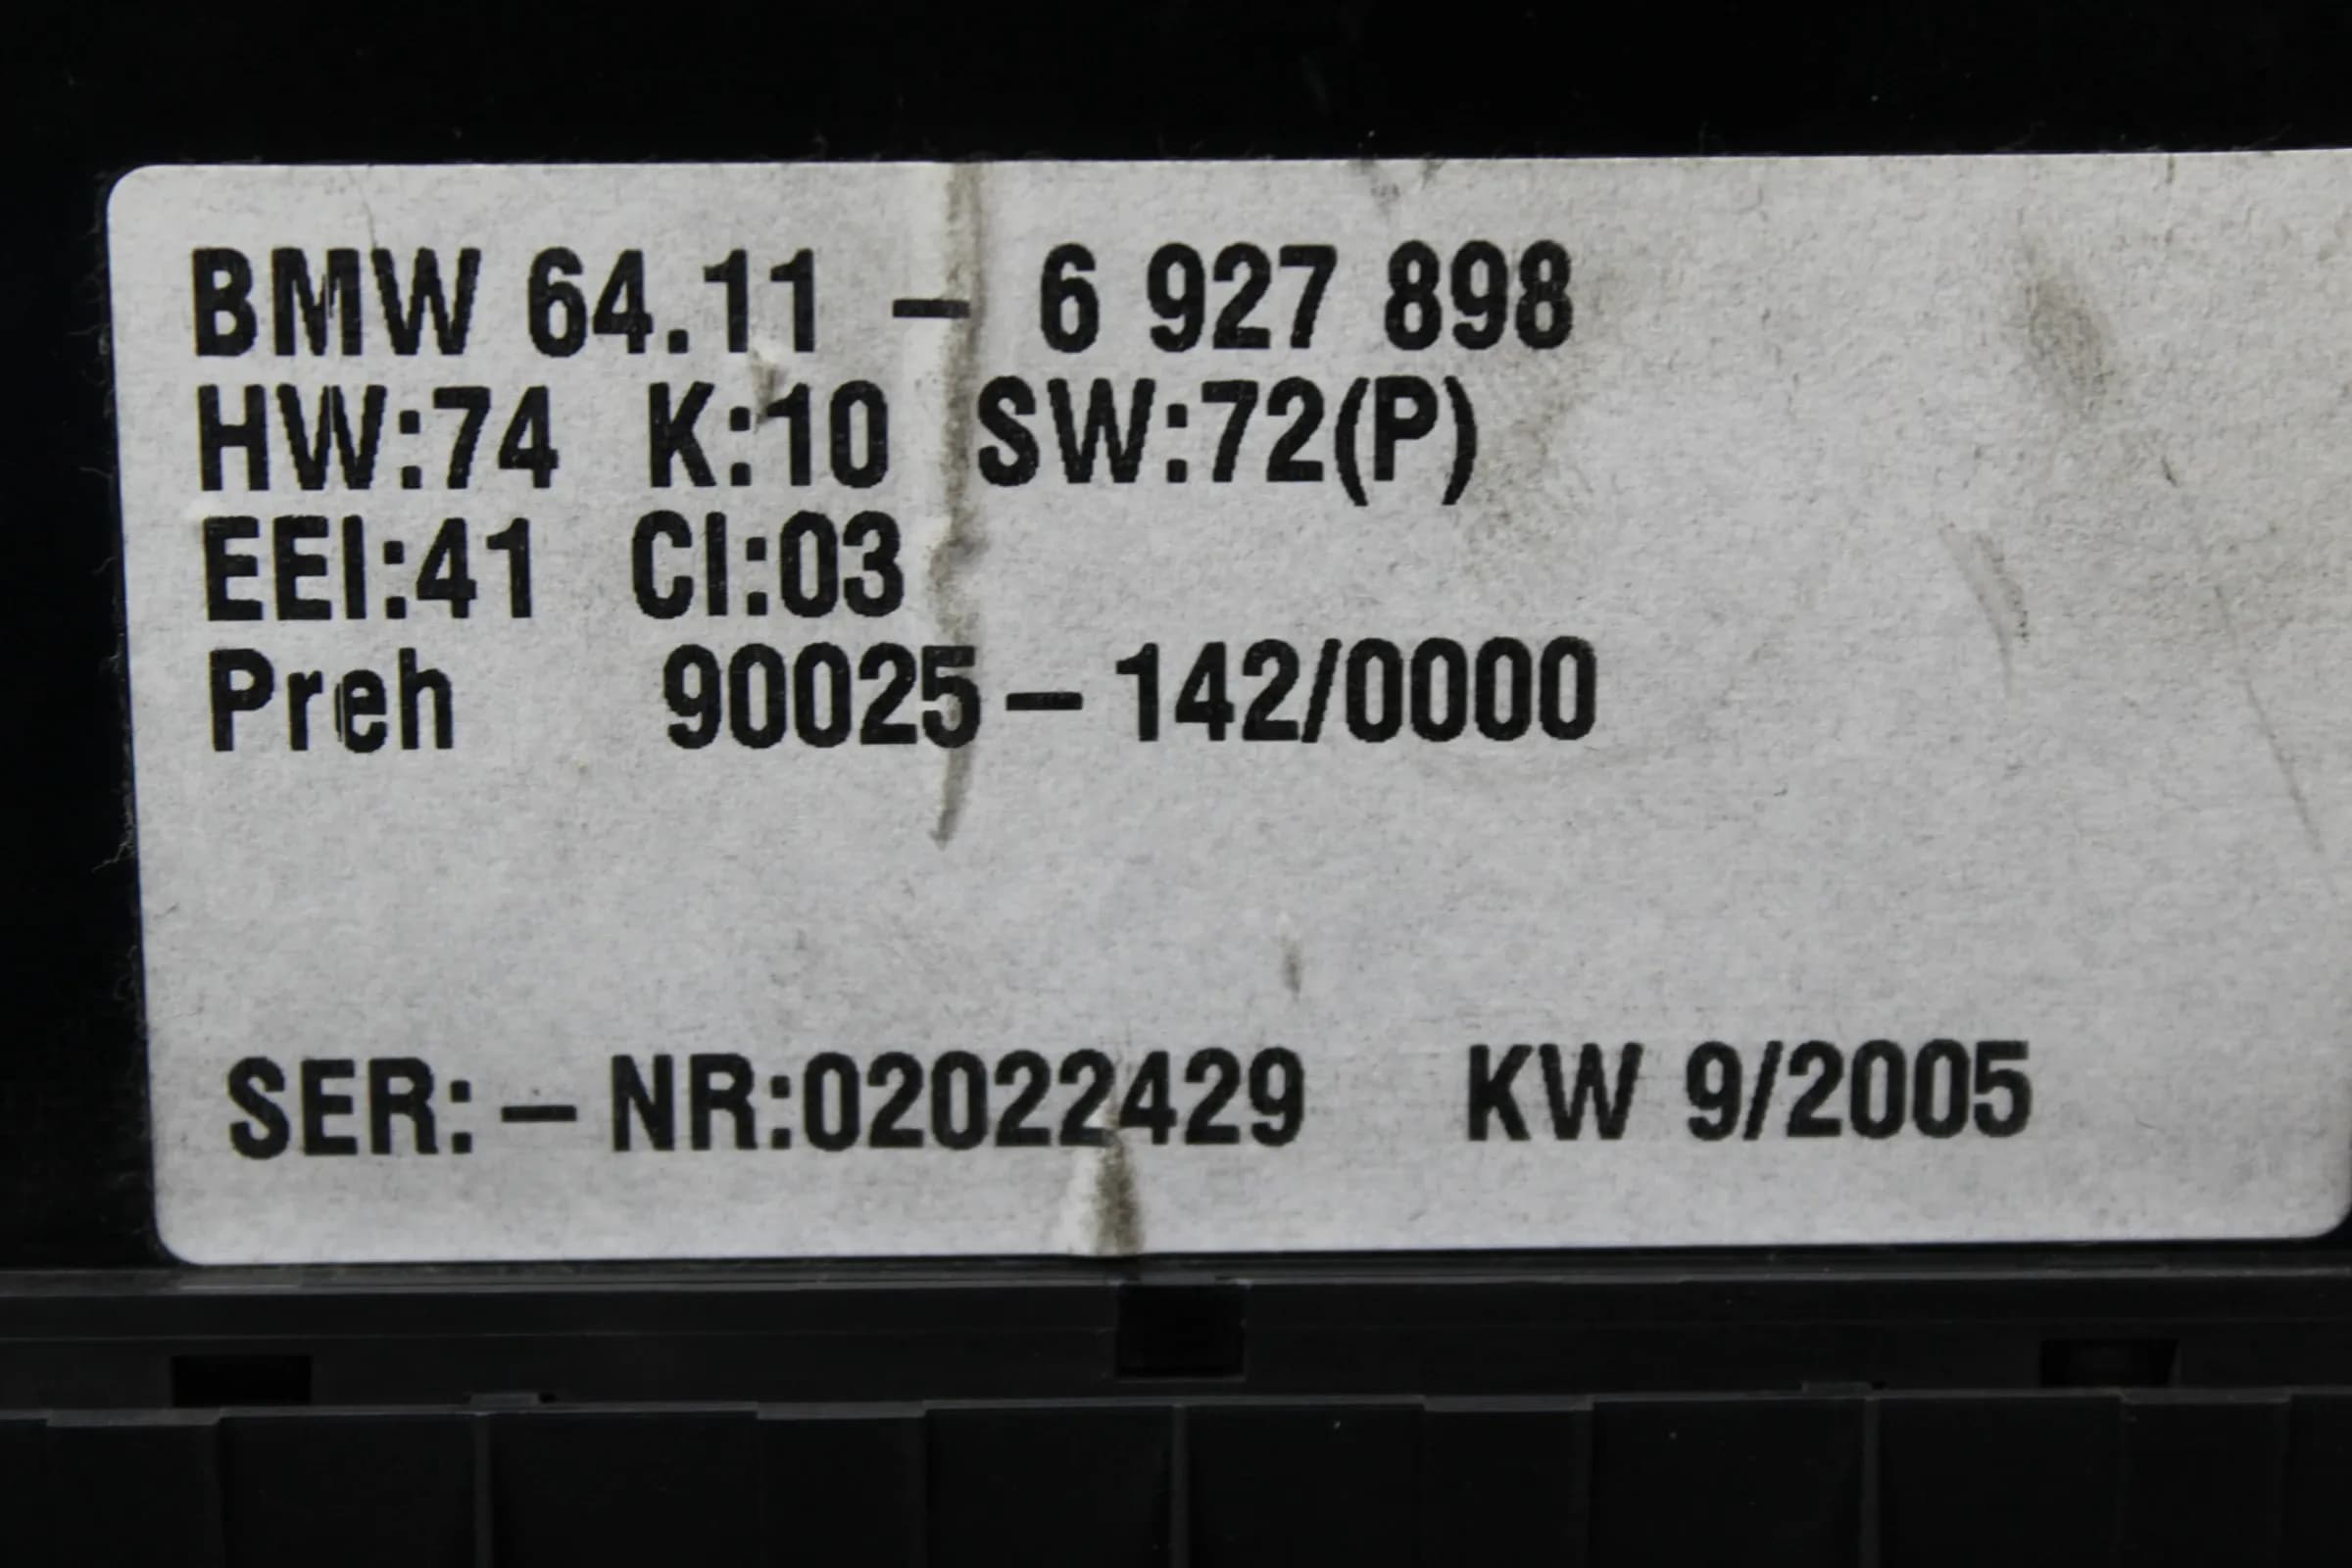 BMW 64.11 - 6 927 898
HW:74 K:10 SW:72(P)
EEI:41 CI:03
Preh 90025-142/0000
SER:-NR:02022429 KW 9/2005